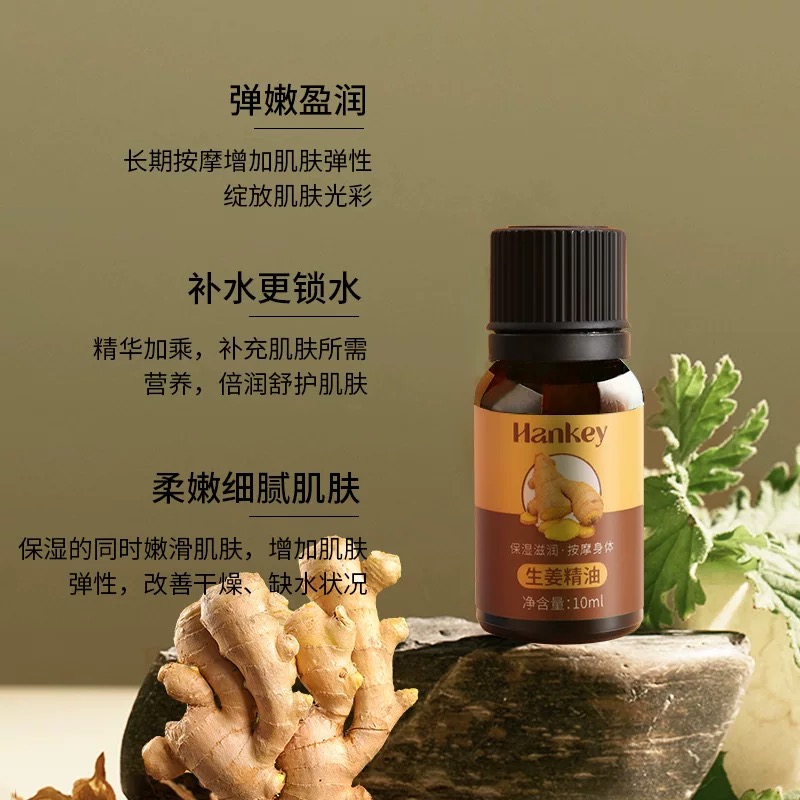 弹嫩盈润
长期按摩增加肌肤弹性
绽放肌肤光彩
补水更锁水
精华加乘，补充肌肤所需
营养，倍润舒护肌肤
柔嫩细腻肌肤
保湿的同时嫩滑肌肤，增加肌肤
弹性，改善干燥、缺水状况
Hankey
保湿滋润·按摩身体
生姜精油
净含量：10ml